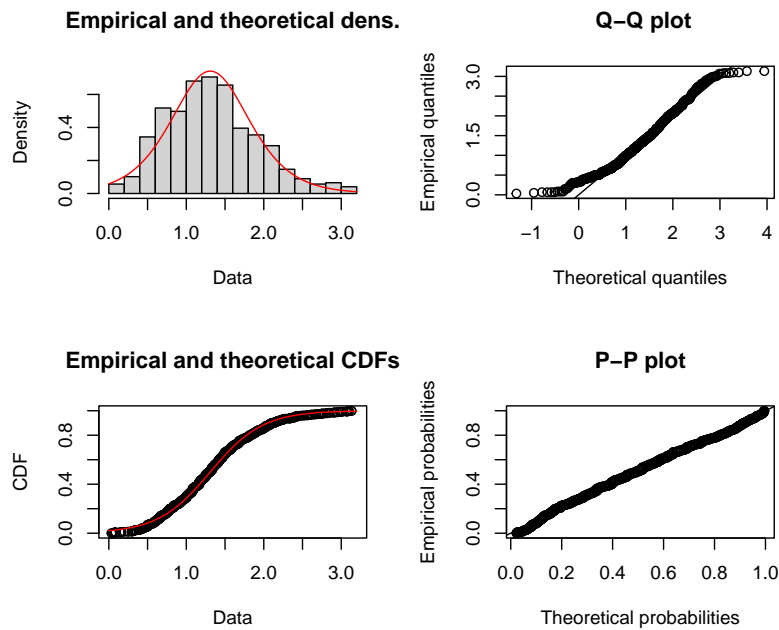 Empirical and theoretical dens.
Density
0.0
0.4
0.0
1.0
2.0
3.0
Data
Q−Q plot
Empirical quantiles
0.0
1.5
3.0
−1
0
1
2
3
4
Theoretical quantiles
Empirical and theoretical CDFs
CDF
0.0
0.4
0.8
0.0
1.0
2.0
3.0
Data
P−P plot
Empirical probabilities
0.0
0.4
0.8
0.0
0.2
0.4
0.6
0.8
1.0
Theoretical probabilities